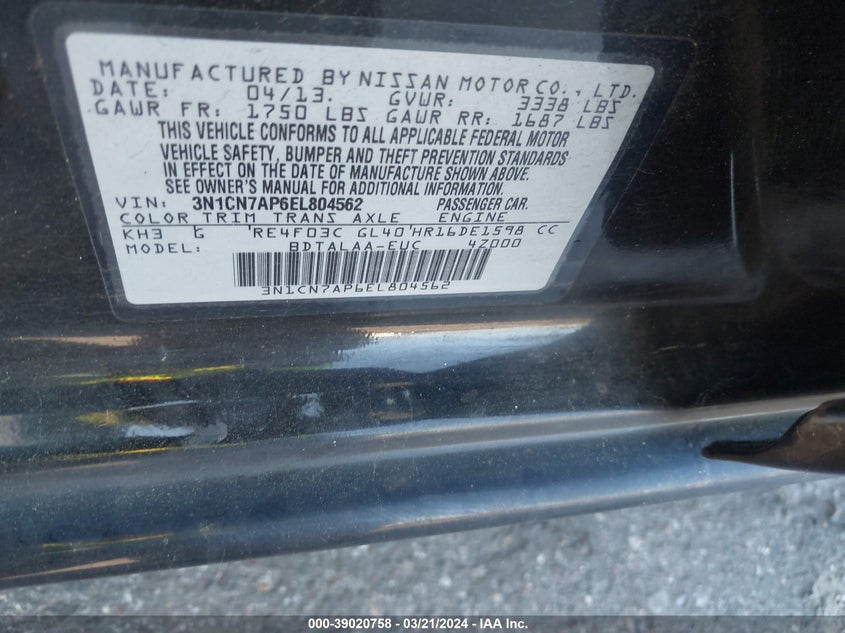 MANUFACTURED BY NISSAN MOTOR CO., LTD.
DATE: 04/13. GVWR: 3338 LBS
GAWR FR: 1750 LBS GAWR RR: 1687 LBS
THIS VEHICLE CONFORMS TO ALL APPLICABLE FEDERAL MOTOR
VEHICLE SAFETY, BUMPER AND THEFT PREVENTION STANDARDS
IN EFFECT ON THE DATE OF MANUFACTURE SHOWN ABOVE.
SEE OWNER'S MANUAL FOR ADDITIONAL INFORMATION.
VIN: 3N1CN7AP6EL804562 PASSENGER CAR.
COLOR TRIM TRANS AXLE ENGINE
KH3 G RE4F03C GL40 HR16DE1598 CC
MODEL: BDTALAA-EUC 4Z000
3N1CN7AP6EL804562
000-39020758 — 03/21/2024 — IAA Inc.